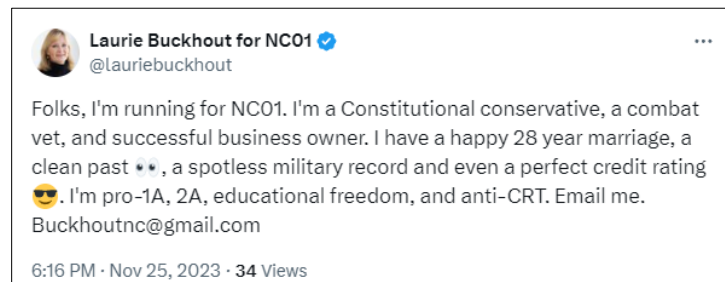 Laurie Buckhout for NC01
@lauriebuckhout
Folks, I'm running for NC01. I'm a Constitutional conservative, a combat
vet, and successful business owner. I have a happy 28 year marriage, a
clean past 👀, a spotless military record and even a perfect credit rating
😎. I'm pro-1A, 2A, educational freedom, and anti-CRT. Email me.
Buckhoutnc@gmail.com
6:16 PM · Nov 25, 2023 · 34 Views